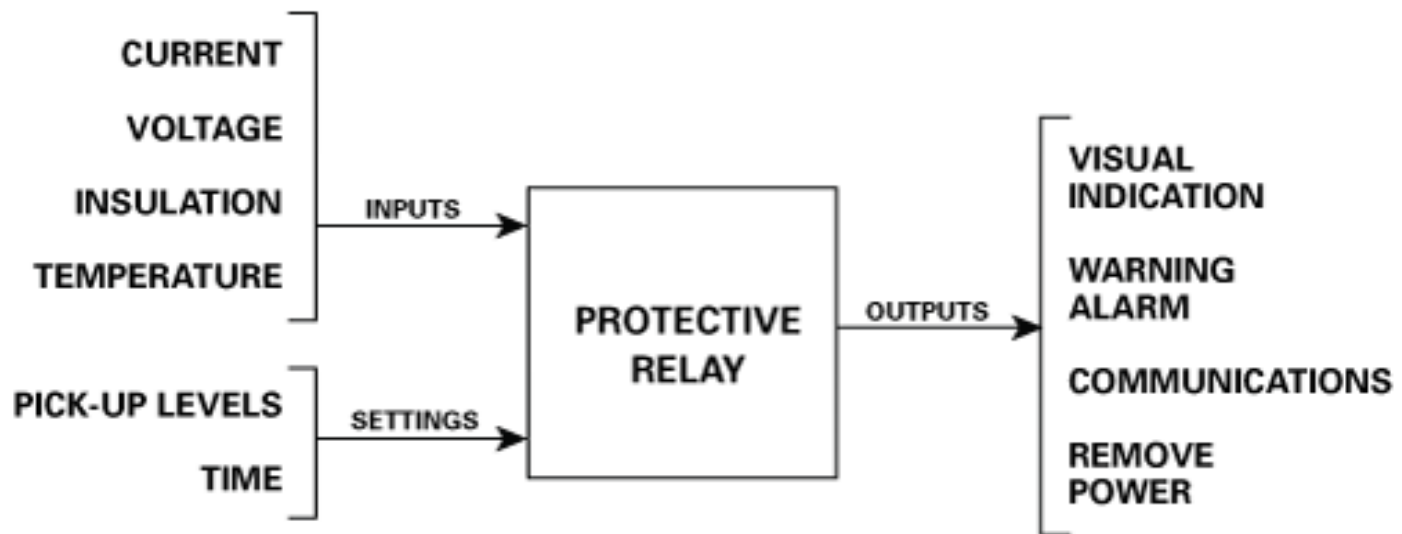 CURRENT
VOLTAGE
INSULATION
TEMPERATURE
INPUTS
PICK-UP LEVELS
TIME
SETTINGS
PROTECTIVE
RELAY
OUTPUTS
VISUAL
INDICATION
WARNING
ALARM
COMMUNICATIONS
REMOVE
POWER